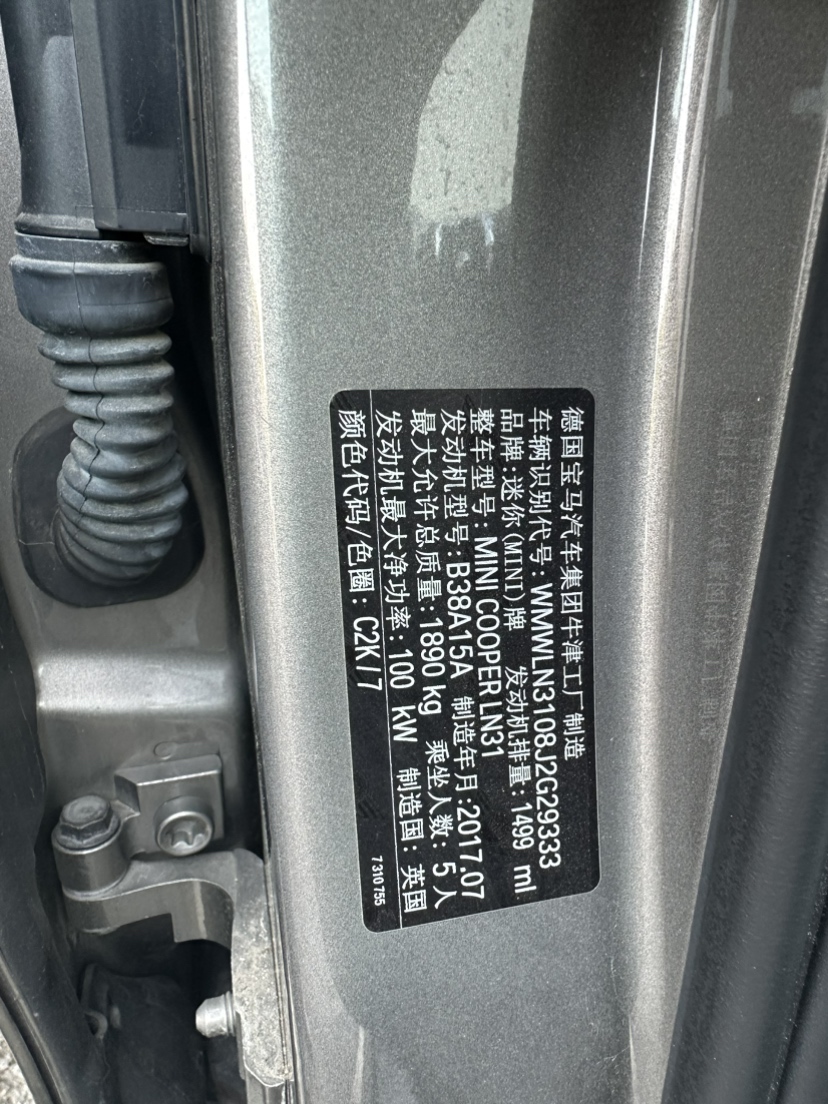 德国宝马汽车集团牛津工厂制造
车辆识别代号:WMWLN3108J2G29333
品牌:迷你(MINI)牌 发动机排量:1499 ml
整车型号:MINI COOPER LN31
发动机型号:B38A15A 制造年月:2017.07
最大允许总质量:1890 kg 乘坐人数: 5 人
发动机最大净功率:100 kW 制造国: 英国
颜色代码/色圈: C2K/7 7310755